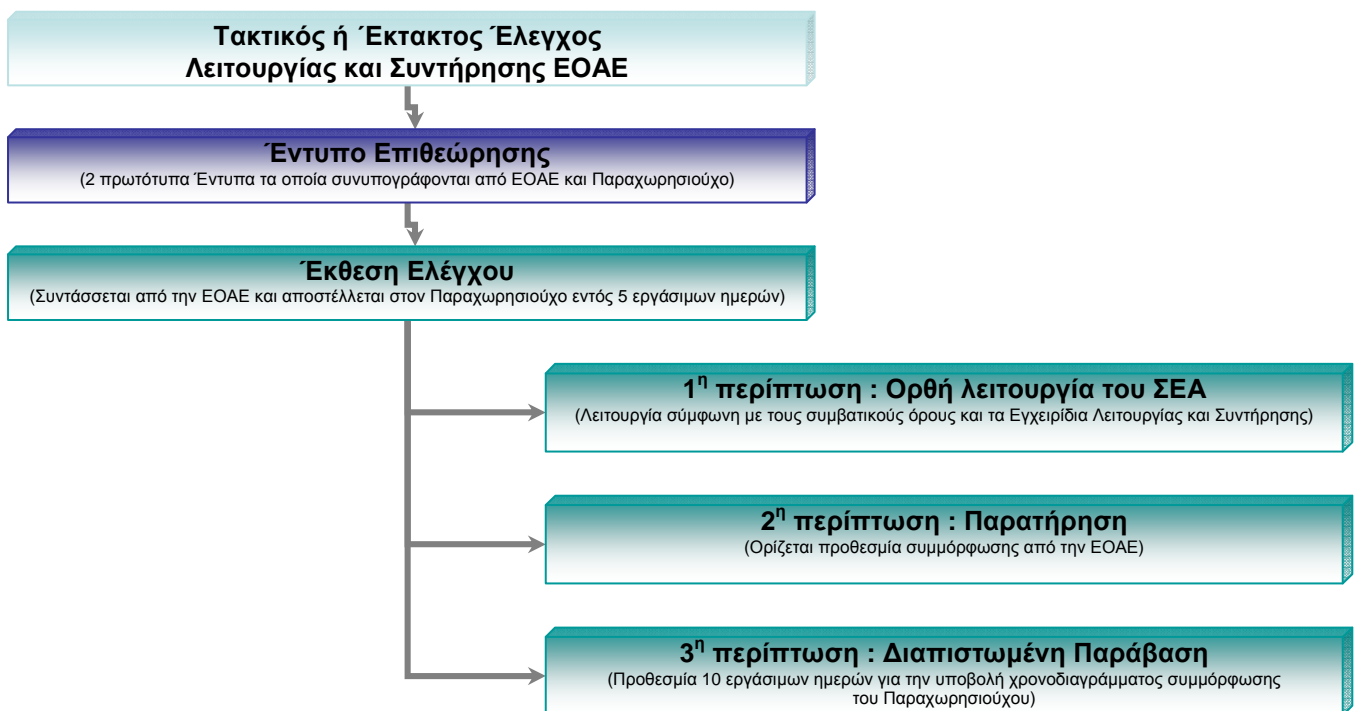 Τακτικός ή Έκτακτος Έλεγχος
Λειτουργίας και Συντήρησης ΕΟΑΕ
Έντυπο Επιθεώρησης
(2 πρωτότυπα Έντυπα τα οποία συνυπογράφονται από ΕΟΑΕ και Παραχωρησιούχο)
Έκθεση Ελέγχου
(Συντάσσεται από την ΕΟΑΕ και αποστέλλεται στον Παραχωρησιούχο εντός 5 εργάσιμων ημερών)
1η περίπτωση : Ορθή λειτουργία του ΣΕΑ
(Λειτουργία σύμφωνη με τους συμβατικούς όρους και τα Εγχειρίδια Λειτουργίας και Συντήρησης)
2η περίπτωση : Παρατήρηση
(Ορίζεται προθεσμία συμμόρφωσης από την ΕΟΑΕ)
3η περίπτωση : Διαπιστωμένη Παράβαση
(Προθεσμία 10 εργάσιμων ημερών για την υποβολή χρονοδιαγράμματος συμμόρφωσης
του Παραχωρησιούχου)